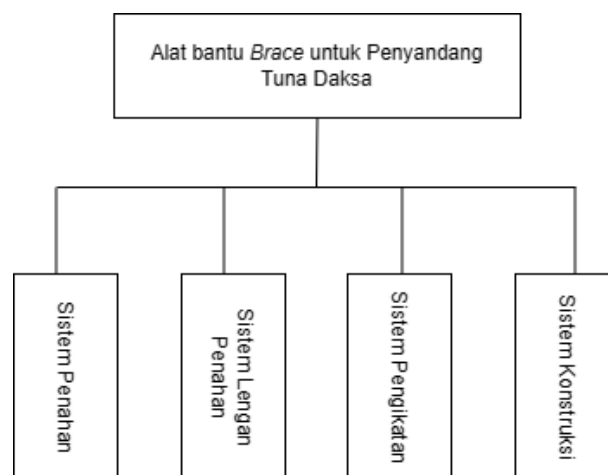 Alat bantu Brace untuk Penyandang
Tuna Daksa
Sistem Penahan
Sistem Lengan
Penahan
Sistem Pengikatan
Sistem Konstruksi